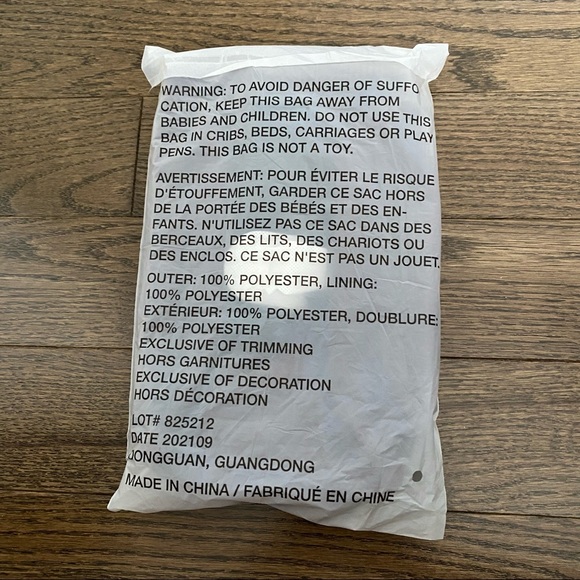 WARNING: TO AVOID DANGER OF SUFFO
CATION, KEEP THIS BAG AWAY FROM
BABIES AND CHILDREN. DO NOT USE THIS
BAG IN CRIBS, BEDS, CARRIAGES OR PLAY
PENS. THIS BAG IS NOT A TOY.
AVERTISSEMENT: POUR ÉVITER LE RISQUE
D'ÉTOUFFEMENT, GARDER CE SAC HORS
DE LA PORTÉE DES BÉBÉS ET DES EN-
FANTS. N'UTILISEZ PAS CE SAC DANS DES
BERCEAUX, DES LITS, DES CHARIOTS OU
DES ENCLOS. CE SAC N'EST PAS UN JOUET.
OUTER: 100% POLYESTER, LINING:
100% POLYESTER
EXTÉRIEUR: 100% POLYESTER, DOUBLURE:
100% POLYESTER
EXCLUSIVE OF TRIMMING
HORS GARNITURES
EXCLUSIVE OF DECORATION
HORS DÉCORATION
LOT# 825212
DATE 202109
DONGGUAN, GUANGDONG
MADE IN CHINA / FABRIQUÉ EN CHINE